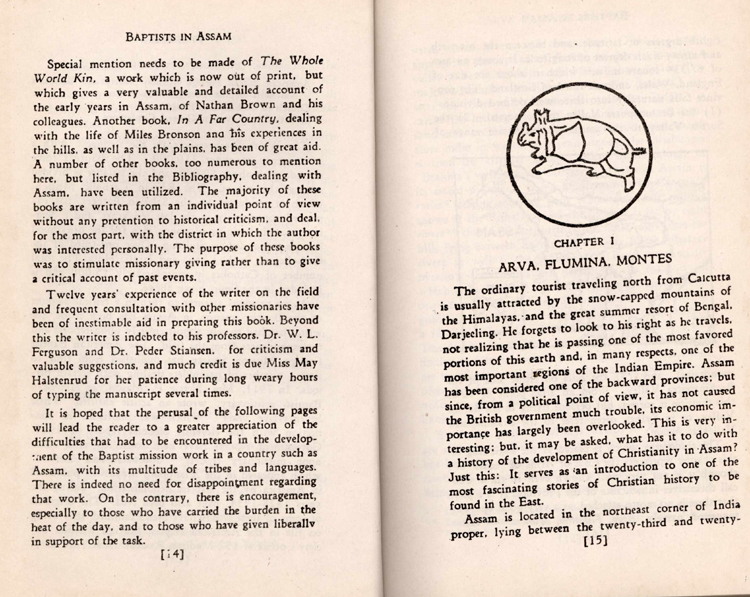 BAPTISTS IN ASSAM
Special mention needs to be made of The Whole
World Kin, a work which is now out of print, but
which gives a very valuable and detailed account of
the early years in Assam, of Nathan Brown and his
colleagues. Another book, In A Far Country, dealing
with the life of Miles Bronson and his experiences in
the hills. as well as in the plains, has been of great aid.
A number of other books, too numerous to mention
here, but listed in the Bibliography, dealing with
Assam, have been utilized. The majority of these
books are written from an individual point of view
without any pretention to historical criticism, and deal,
for the most part, with the district in which the author
was interested personally. The purpose of these books
was to stimulate missionary giving rather than to give
a critical account of past events.
Twelve years' experience of the writer on the field
and frequent consultation with other missionaries have
been of inestimable aid in preparing this book. Beyond
this the writer is indebted to his professors, Dr. W. L.
Ferguson and Dr. Peder Stiansen, for criticism and
valuable suggestions, and much credit is due Miss May
Halstenrud for her patience during long weary hours
of typing the manuscript several times.
It is hoped that the perusal of the following pages
will lead the reader to a greater appreciation of the
difficulties that had to be encountered in the develop-
ment of the Baptist mission work in a country such as
Assam, with its multitude of tribes and languages.
There is indeed no need for disappointment regarding
that work. On the contrary, there is encouragement,
especially to those who have carried the burden in the
heat of the day, and to those who have given liberally
in support of the task.
[14]
CHAPTER I
ARVA, FLUMINA, MONTES
The ordinary tourist traveling north from Calcutta
is usually attracted by the snow-capped mountains of
the Himalayas, and the great summer resort of Bengal,
Darjeeling. He forgets to look to his right as he travels,
not realizing that he is passing one of the most favored
portions of this earth and, in many respects, one of the
most important regions of the Indian Empire. Assam
has been considered one of the backward provinces; but
since, from a political point of view, it has not caused
the British government much trouble, its economic im-
portance has largely been overlooked. This is very in-
teresting; but, it may be asked, what has it to do with
a history of the development of Christianity in Assam?
Just this: It serves as an introduction to one of the
most fascinating stories of Christian history to be
found in the East.
Assam is located in the northeast corner of India
proper, lying between the twenty-third and twenty-
[15]